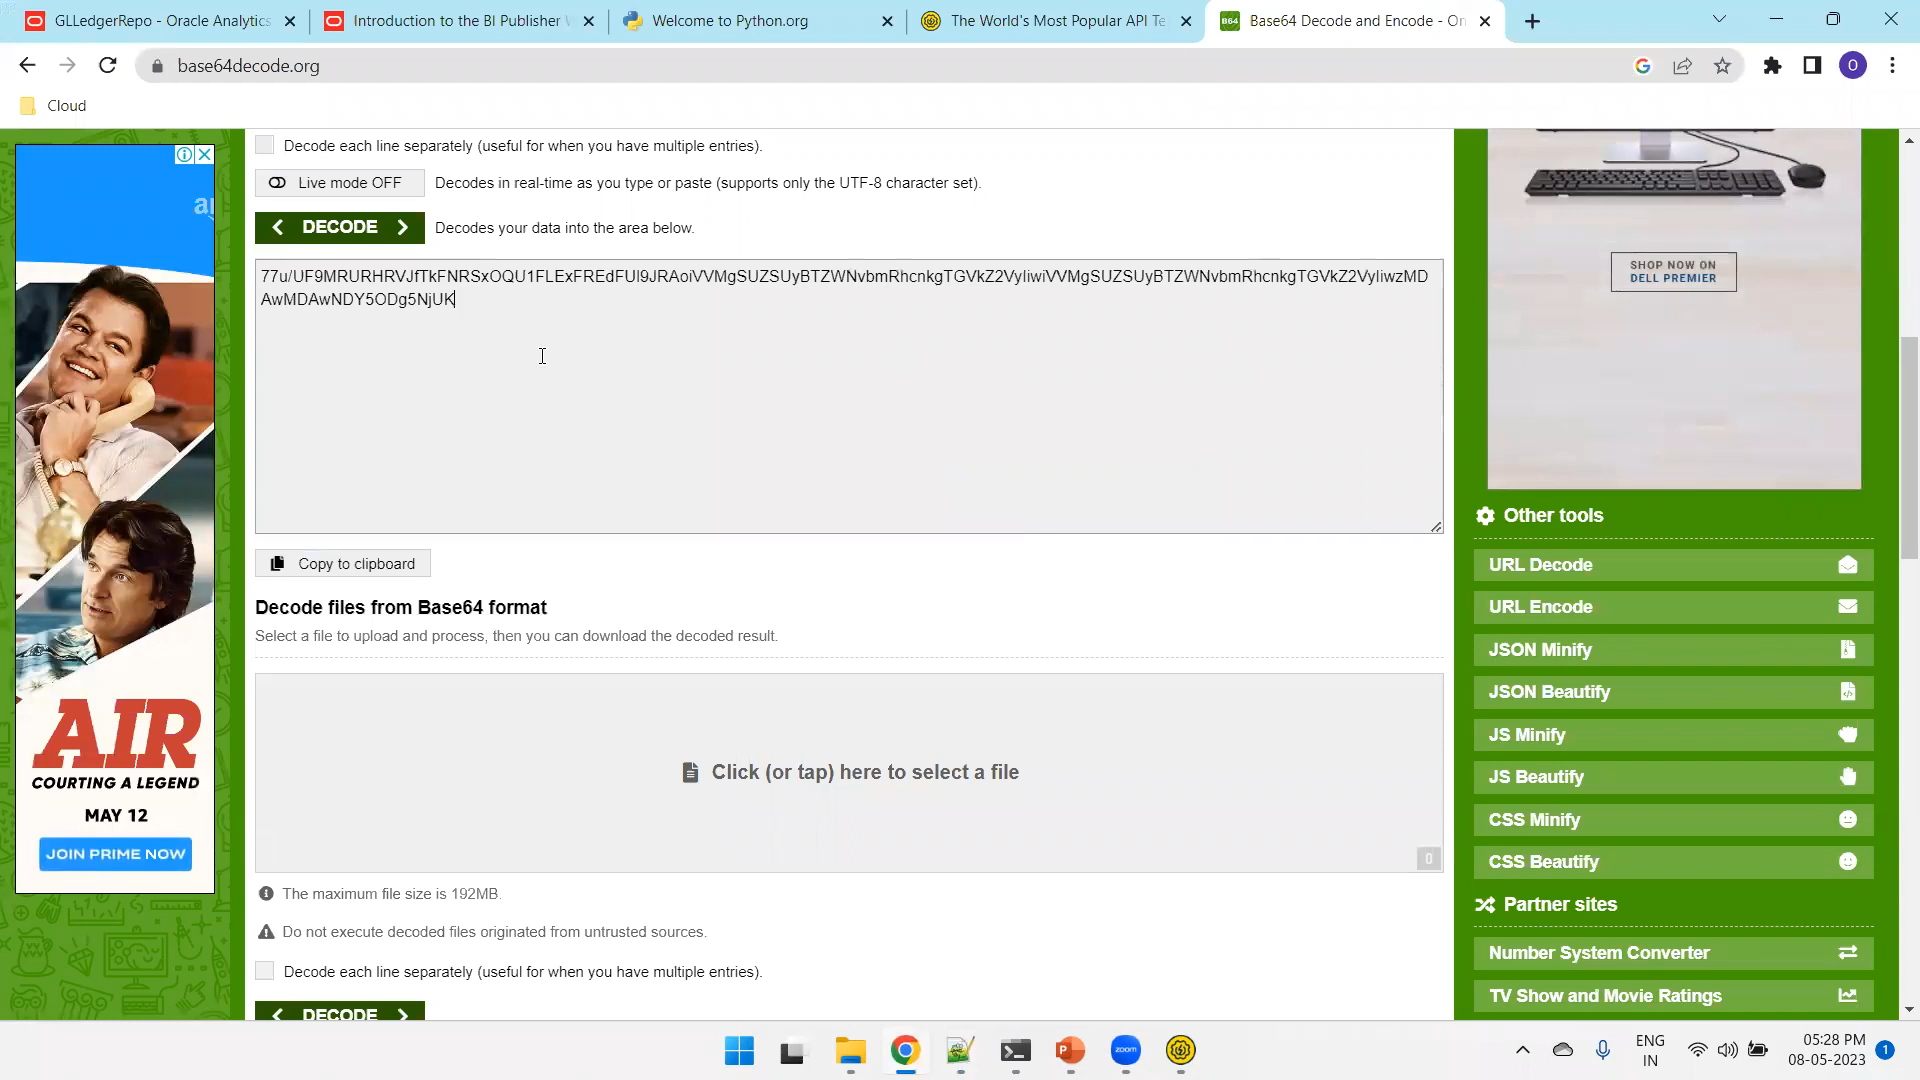 GLLedgerRepo - Oracle Analytics
Introduction to the BI Publisher W
Welcome to Python.org
The World's Most Popular API Te
B64
Base64 Decode and Encode - On
base64decode.org
O
Cloud
Decode each line separately (useful for when you have multiple entries).
Live mode OFF
Decodes in real-time as you type or paste (supports only the UTF-8 character set).
DECODE
Decodes your data into the area below.
77u/UF9MRURHRVJfTkFNRSxOQU1FLExFREdFUl9JRAoiVVMgSUZSUyBTZWNvbmRhcnkgTGVkZ2VyIiwiVVMgSUZSUyBTZWNvbmRhcnkgTGVkZ2VyIiwzMD
AwMDAwNDY5ODg5NjUK
Copy to clipboard
Decode files from Base64 format
Select a file to upload and process, then you can download the decoded result.
Click (or tap) here to select a file
0
The maximum file size is 192MB.
Do not execute decoded files originated from untrusted sources.
Decode each line separately (useful for when you have multiple entries).
DECODE
AIR
COURTING A LEGEND
MAY 12
JOIN PRIME NOW
SHOP NOW ON
DELL PREMIER
Other tools
URL Decode
URL Encode
JSON Minify
JSON Beautify
JS Minify
JS Beautify
CSS Minify
CSS Beautify
Partner sites
Number System Converter
TV Show and Movie Ratings
zoom
ENG
IN
05:28 PM
08-05-2023
1